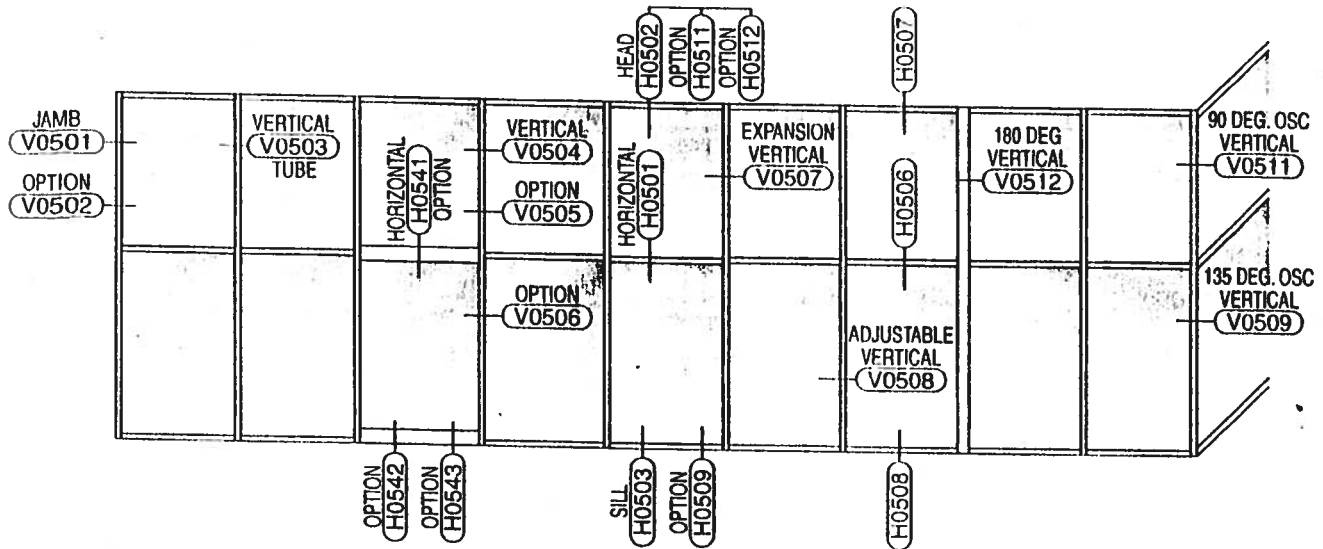 HEAD
H0502
OPTION
H0511
OPTION
H0512
H0507
JAMB
V0501
OPTION
V0502
VERTICAL
V0503
TUBE
HORIZONTAL
H0541
OPTION
VERTICAL
V0504
OPTION
V0505
OPTION
V0506
HORIZONTAL
H0501
EXPANSION
VERTICAL
V0507
H0506
180 DEG
VERTICAL
V0512
90 DEG. OSC
VERTICAL
V0511
135 DEG. OSC
VERTICAL
V0509
ADJUSTABLE
VERTICAL
V0508
OPTION
H0542
OPTION
H0543
SILL
H0503
OPTION
H0509
H0508